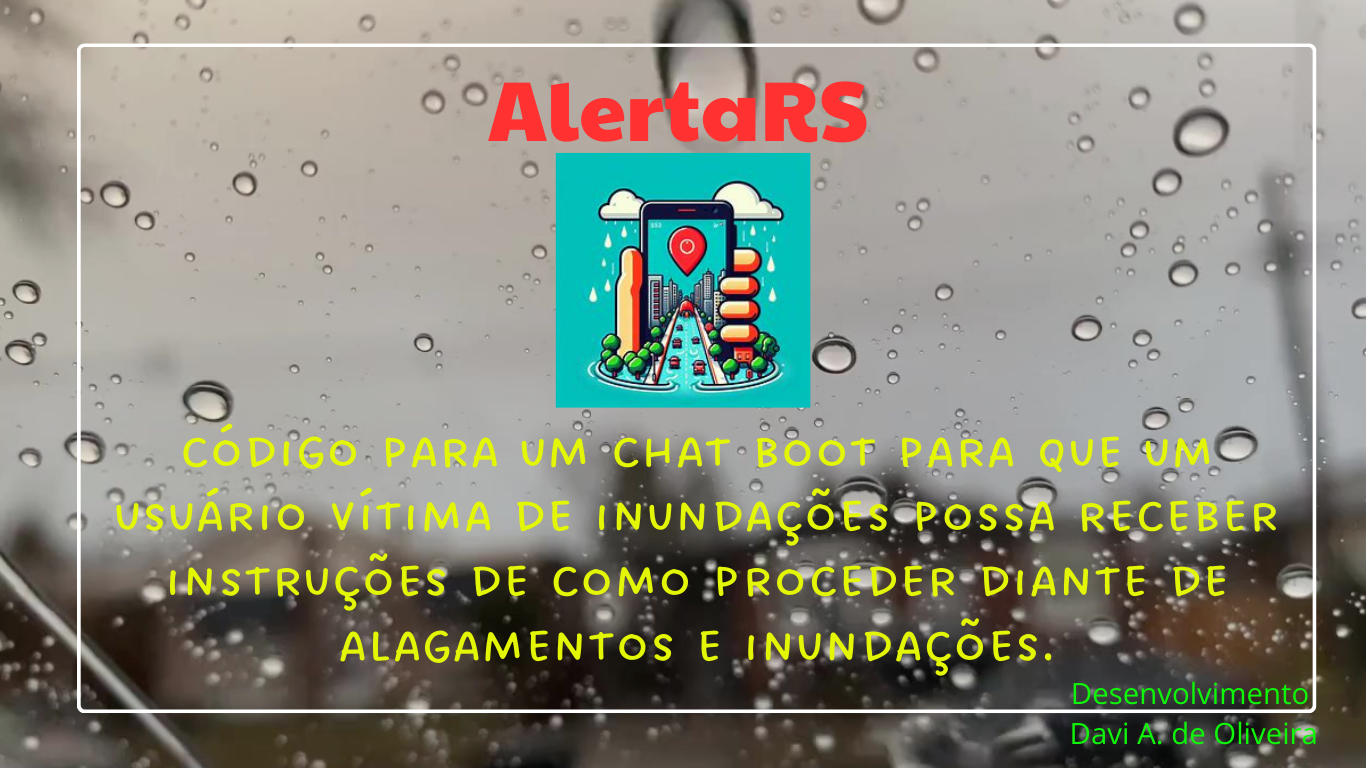 AlertaRS
CÓDIGO PARA UM CHAT BOOT PARA QUE UM
USUÁRIO VÍTIMA DE INUNDAÇÕES POSSA RECEBER
INSTRUÇÕES DE COMO PROCEDER DIANTE DE
ALAGAMENTOS E INUNDAÇÕES.
Desenvolvimento
Davi A. de Oliveira